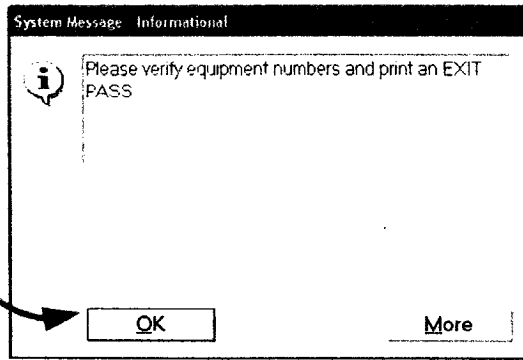 System Message Informational
Please verify equipment numbers and print an EXIT
PASS
OK
More